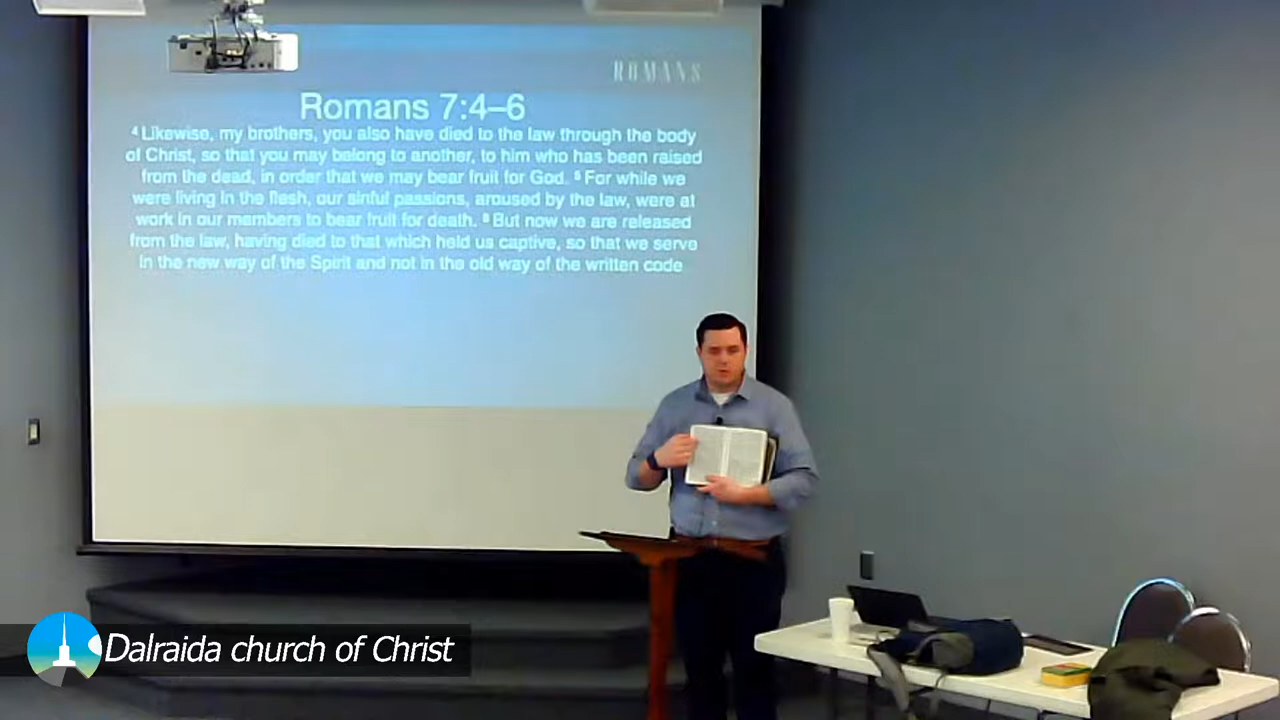 ROMANS
Romans 7:4–6
4 Likewise, my brothers, you also have died to the law through the body
of Christ, so that you may belong to another, to him who has been raised
from the dead, in order that we may bear fruit for God. 5 For while we
were living in the flesh, our sinful passions, aroused by the law, were at
work in our members to bear fruit for death. 6 But now we are released
from the law, having died to that which held us captive, so that we serve
in the new way of the Spirit and not in the old way of the written code
Dalraida church of Christ